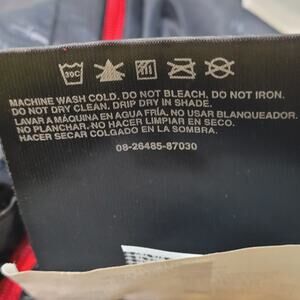 30C
MACHINE WASH COLD. DO NOT BLEACH. DO NOT IRON.
DO NOT DRY CLEAN. DRIP DRY IN SHADE.
LAVAR A MÁQUINA EN AGUA FRÍA. NO USAR BLANQUEADOR.
NO PLANCHAR. NO HACER LIMPIAR EN SECO.
HACER SECAR COLGADO EN LA SOMBRA.
08-26485-87030